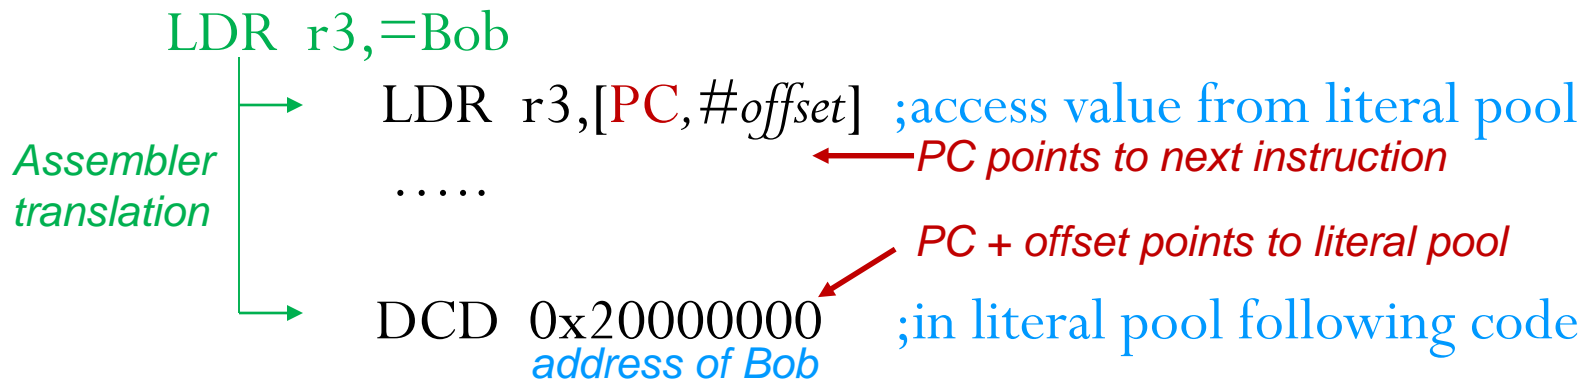 LDR r3,=Bob
LDR r3,[PC,#offset] ;access value from literal pool
PC points to next instruction
Assembler
translation
.....
PC + offset points to literal pool
DCD 0x20000000 ;in literal pool following code
address of Bob